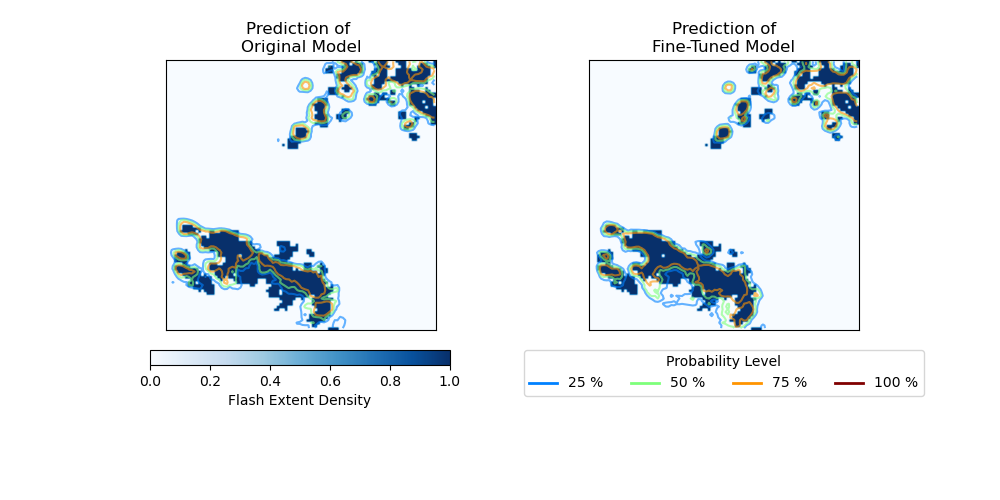 Prediction of
Original Model
Prediction of
Fine-Tuned Model
0.0 0.2 0.4 0.6 0.8 1.0
Flash Extent Density
Probability Level
25 % 50 % 75 % 100 %